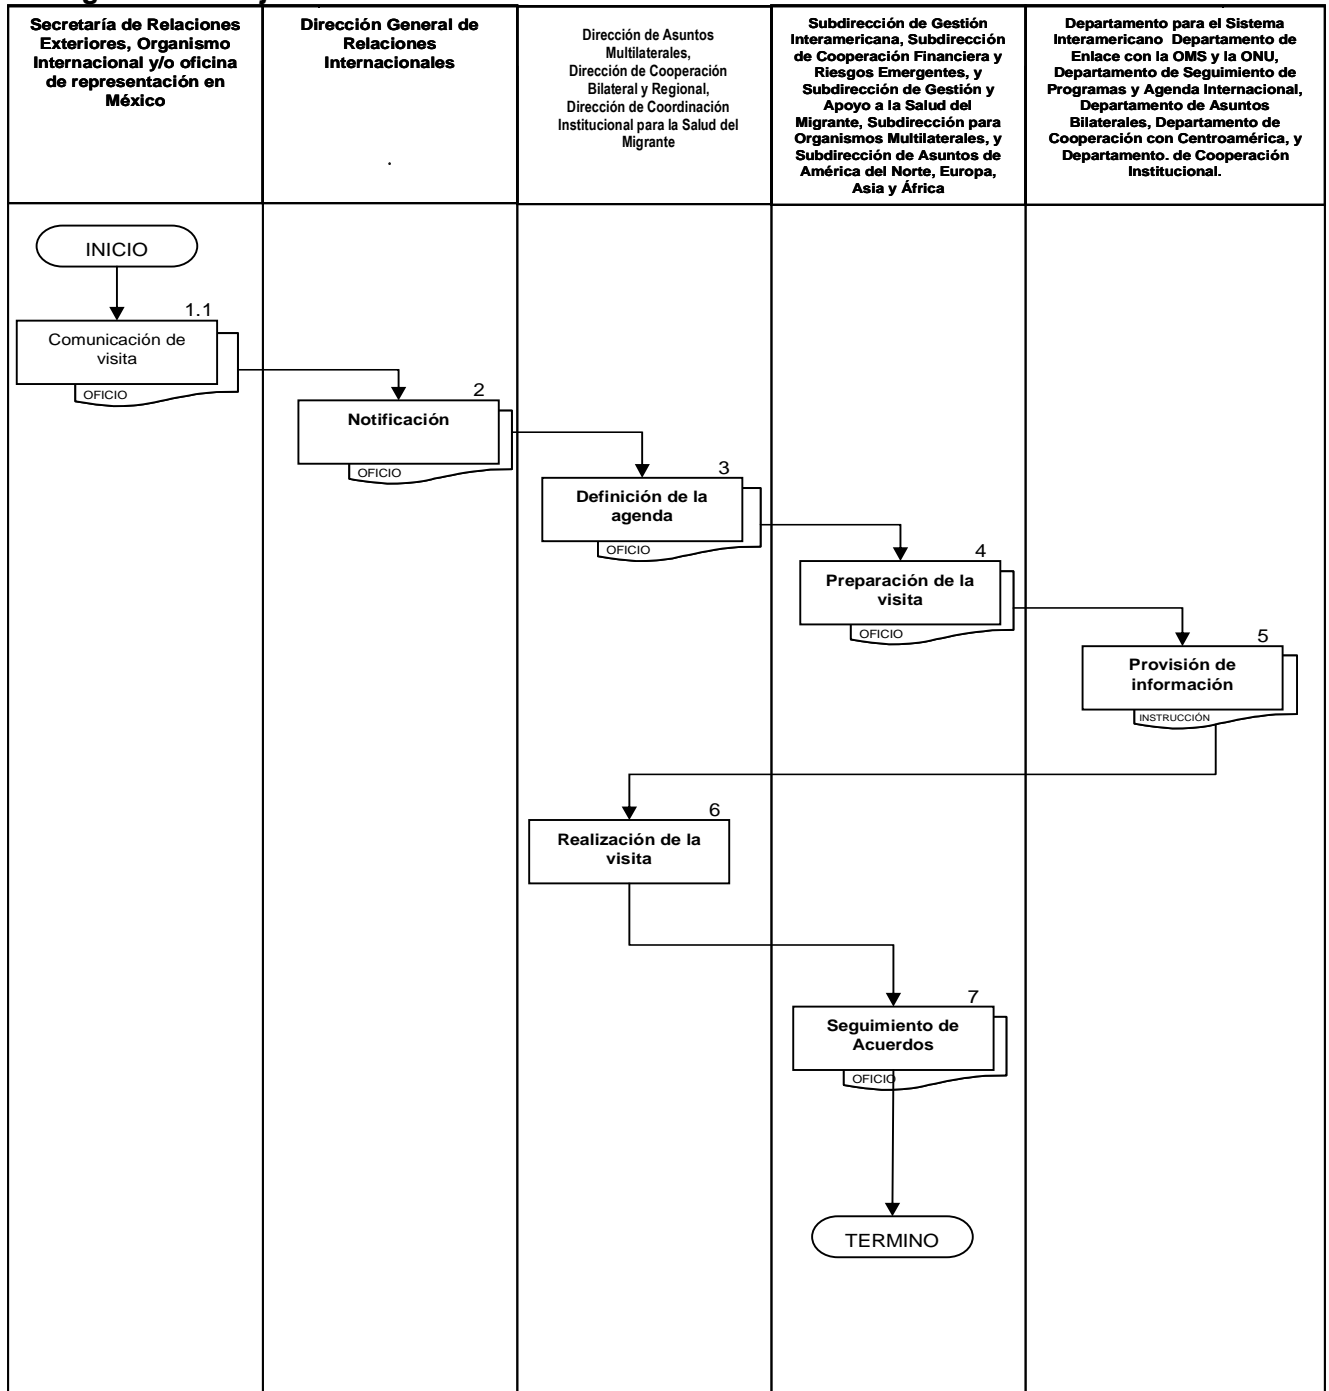 Secretaría de Relaciones
Exteriores, Organismo
Internacional y/o oficina
de representación en
México
Dirección General de
Relaciones
Internacionales
.
Dirección de Asuntos
Multilaterales,
Dirección de Cooperación
Bilateral y Regional,
Dirección de Coordinación
Institucional para la Salud del
Migrante
Subdirección de Gestión
Interamericana, Subdirección
de Cooperación Financiera y
Riesgos Emergentes, y
Subdirección de Gestión y
Apoyo a la Salud del
Migrante, Subdirección para
Organismos Multilaterales, y
Subdirección de Asuntos de
América del Norte, Europa,
Asia y África
Departamento para el Sistema
Interamericano Departamento de
Enlace con la OMS y la ONU,
Departamento de Seguimiento de
Programas y Agenda Internacional,
Departamento de Asuntos
Bilaterales, Departamento de
Cooperación con Centroamérica, y
Departamento. de Cooperación
Institucional.
INICIO
1.1
Comunicación de
visita
OFICIO
2
Notificación
OFICIO
3
Definición de la
agenda
OFICIO
4
Preparación de la
visita
OFICIO
5
Provisión de
información
INSTRUCCIÓN
6
Realización de la
visita
7
Seguimiento de
Acuerdos
OFICIO
TERMINO